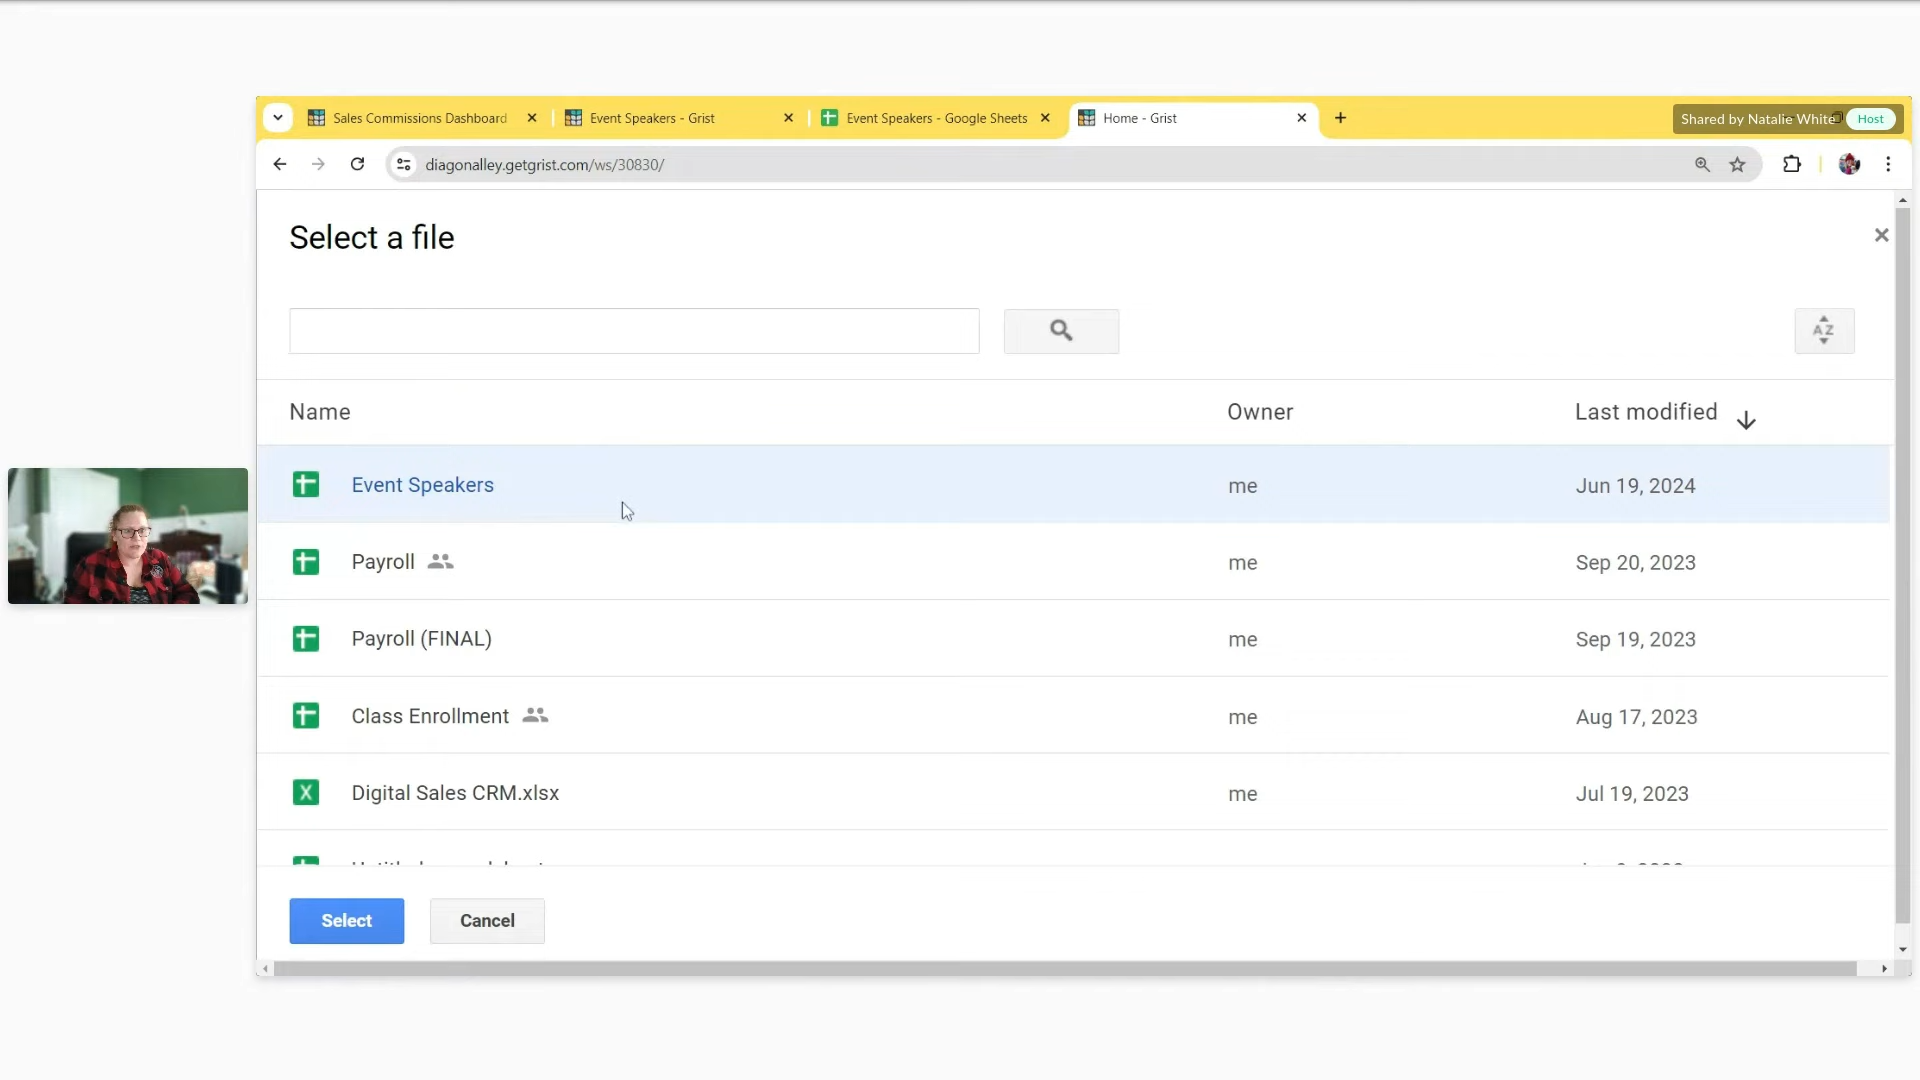 Sales Commissions Dashboard
Event Speakers - Grist
Event Speakers - Google Sheets
Home - Grist
Shared by Natalie White
Host
diagonalley.getgrist.com/ws/30830/
Select a file
AZ
Name Owner Last modified
Event Speakers me Jun 19, 2024
Payroll me Sep 20, 2023
Payroll (FINAL) me Sep 19, 2023
Class Enrollment me Aug 17, 2023
Digital Sales CRM.xlsx me Jul 19, 2023
Select Cancel